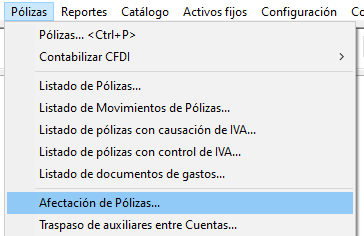 Pólizas Reportes Catálogo Activos fijos Configuración Co
Pólizas... <Ctrl+P>
Contabilizar CFDI
Listado de Pólizas...
Listado de Movimientos de Pólizas...
Listado de pólizas con causación de IVA...
Listado de pólizas con control de IVA...
Listado de documentos de gastos...
Afectación de Pólizas...
Traspaso de auxiliares entre Cuentas...